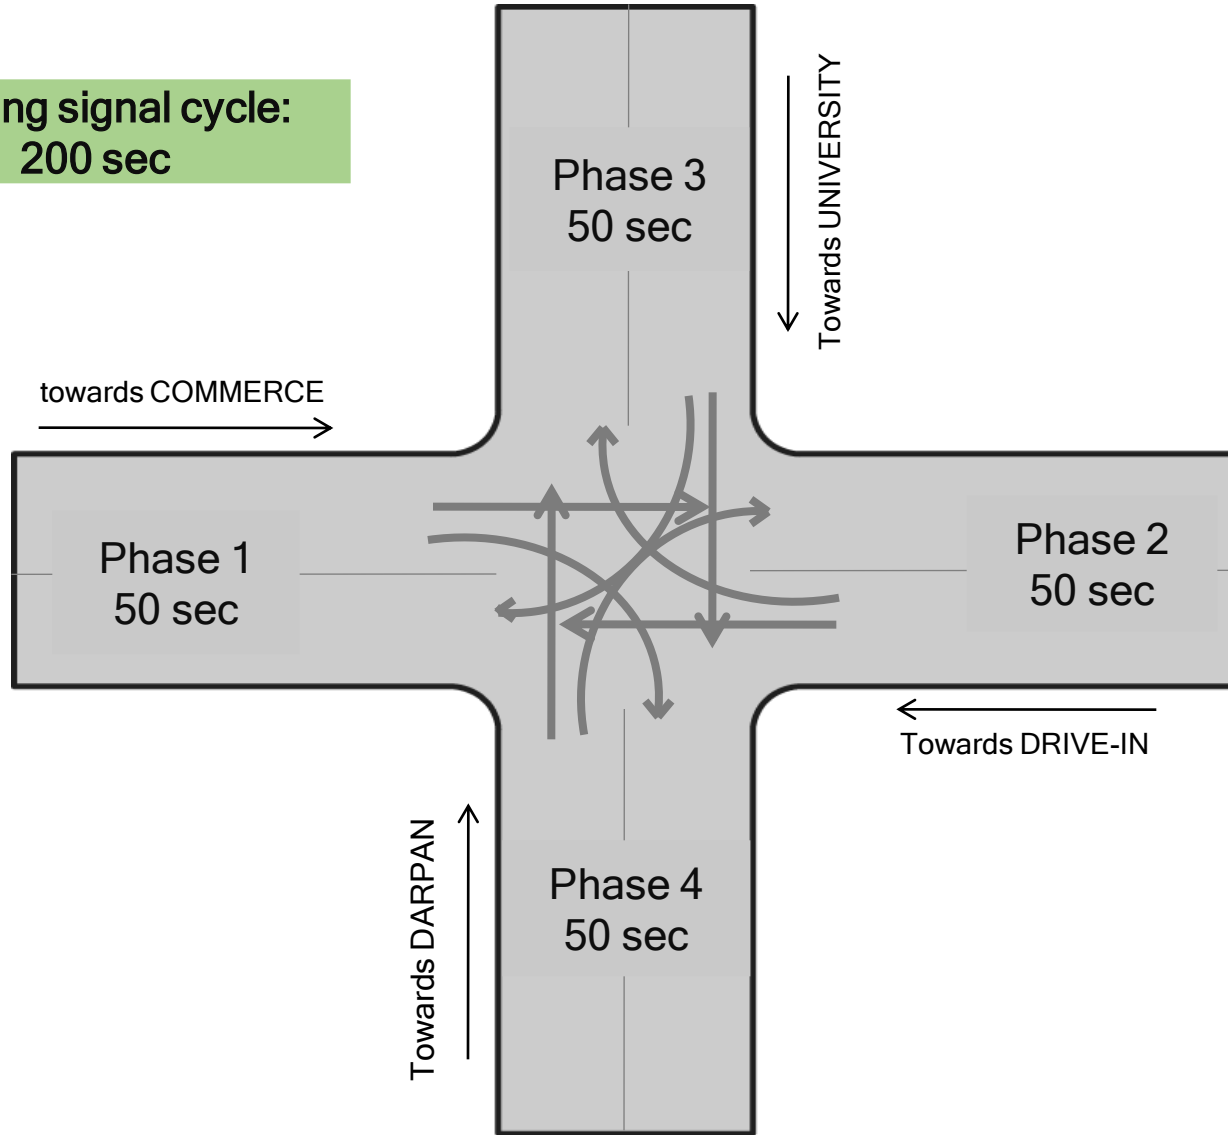 ng signal cycle:
200 sec
Phase 3
50 sec
Towards UNIVERSITY
towards COMMERCE
Phase 1
50 sec
Phase 2
50 sec
Towards DRIVE-IN
Towards DARPAN
Phase 4
50 sec